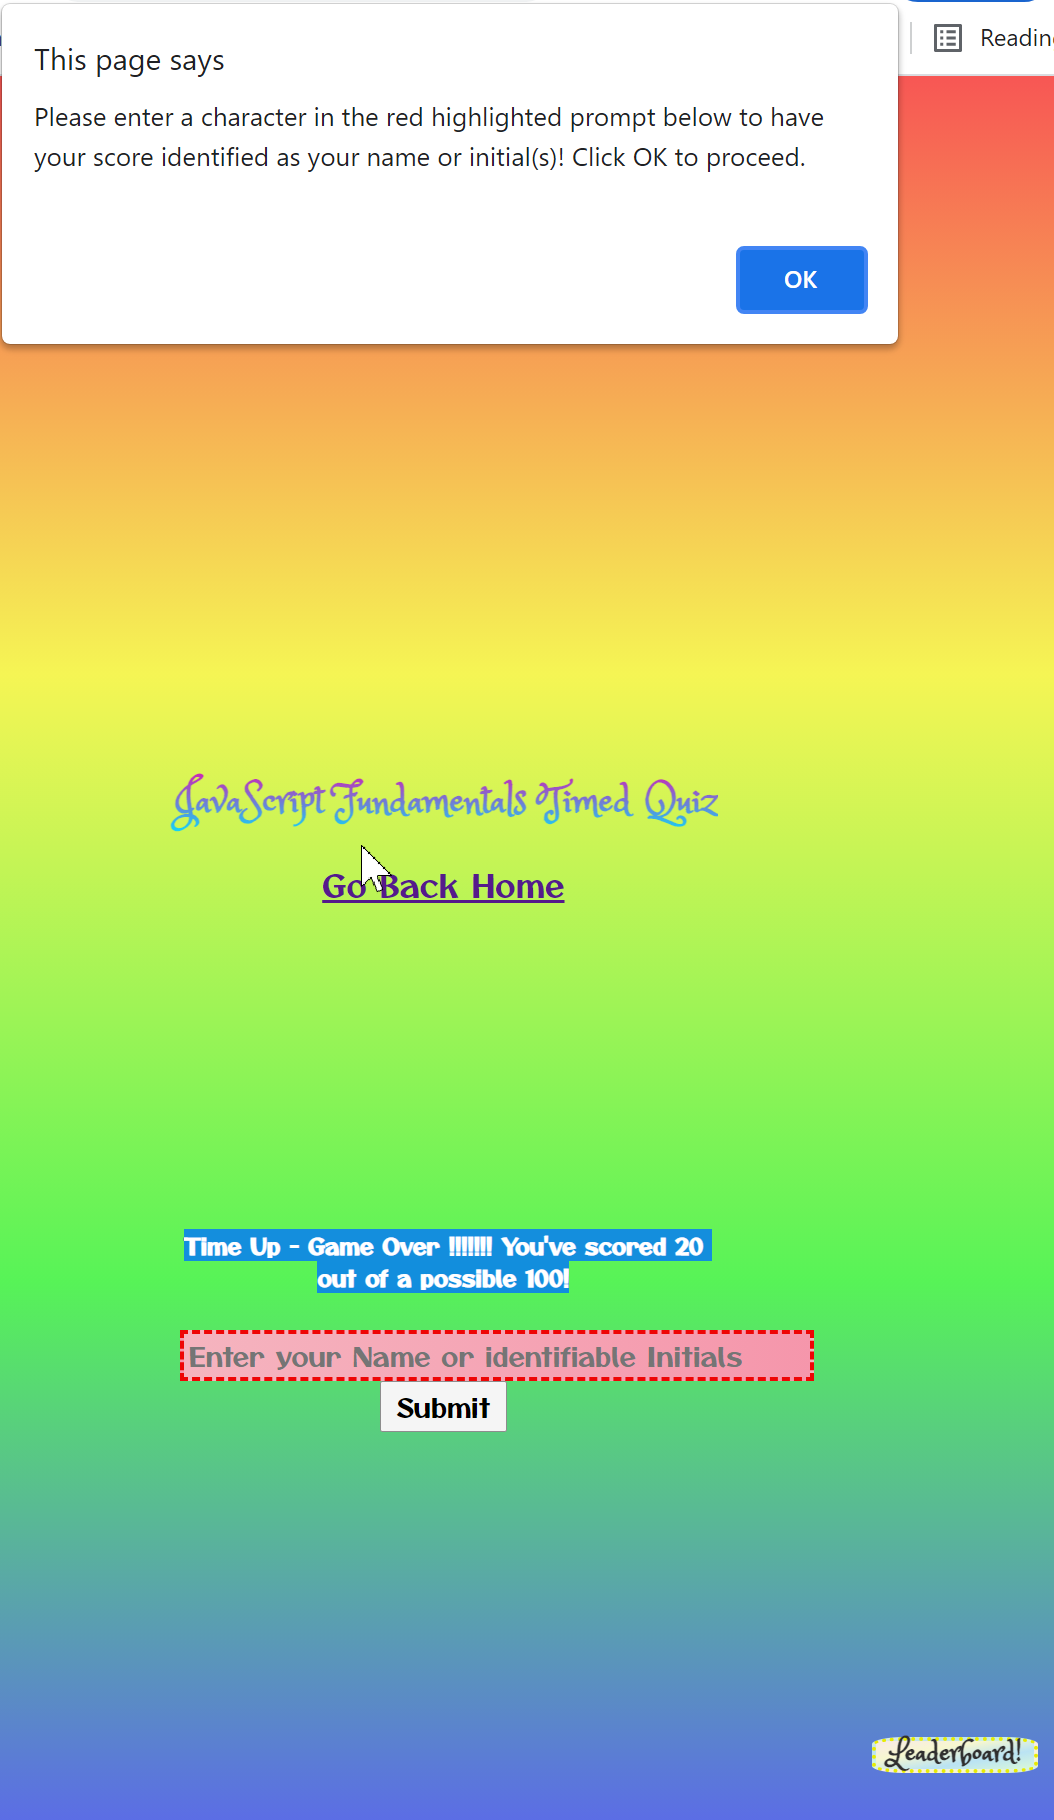 Readin
This page says
Please enter a character in the red highlighted prompt below to have
your score identified as your name or initial(s)! Click OK to proceed.
OK
JavaScript Fundamentals Timed Quiz
Go Back Home
Time Up - Game Over !!!!!!! You've scored 20
out of a possible 100!
Enter your Name or identifiable Initials
Submit
Leaderboard!